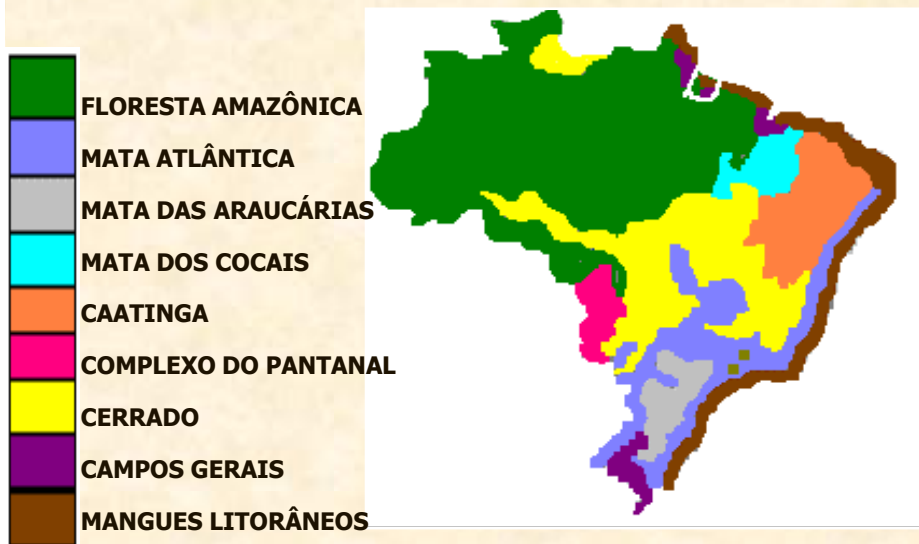 FLORESTA AMAZÔNICA
MATA ATLÂNTICA
MATA DAS ARAUCÁRIAS
MATA DOS COCAIS
CAATINGA
COMPLEXO DO PANTANAL
CERRADO
CAMPOS GERAIS
MANGUES LITORÂNEOS